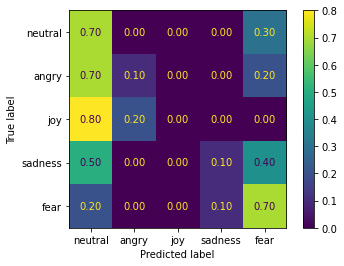 0.8
neutral 0.70 0.00 0.00 0.00 0.30
0.7
angry 0.70 0.10 0.00 0.00 0.20
0.6
0.5
joy 0.80 0.20 0.00 0.00 0.00
0.4
0.3
sadness 0.50 0.00 0.00 0.10 0.40
0.2
fear 0.20 0.00 0.00 0.10 0.70
0.1
0.0
neutral angry joy sadness fear
Predicted label
True label